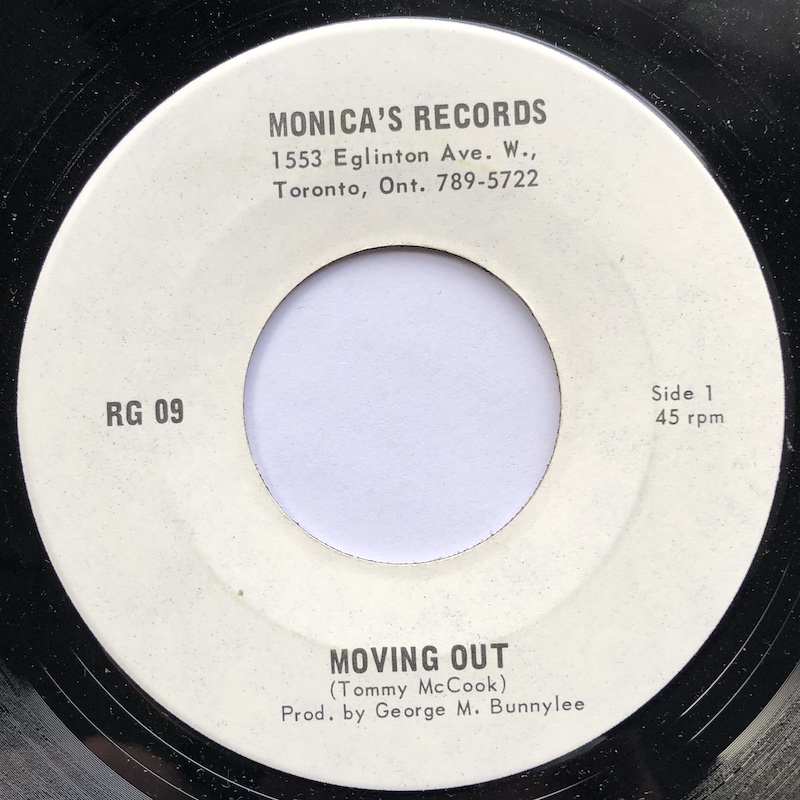 MONICA'S RECORDS
1553 Eglinton Ave. W.,
Toronto, Ont. 789-5722
RG 09
Side 1
45 rpm
MOVING OUT
(Tommy McCook)
Prod. by George M. Bunnylee